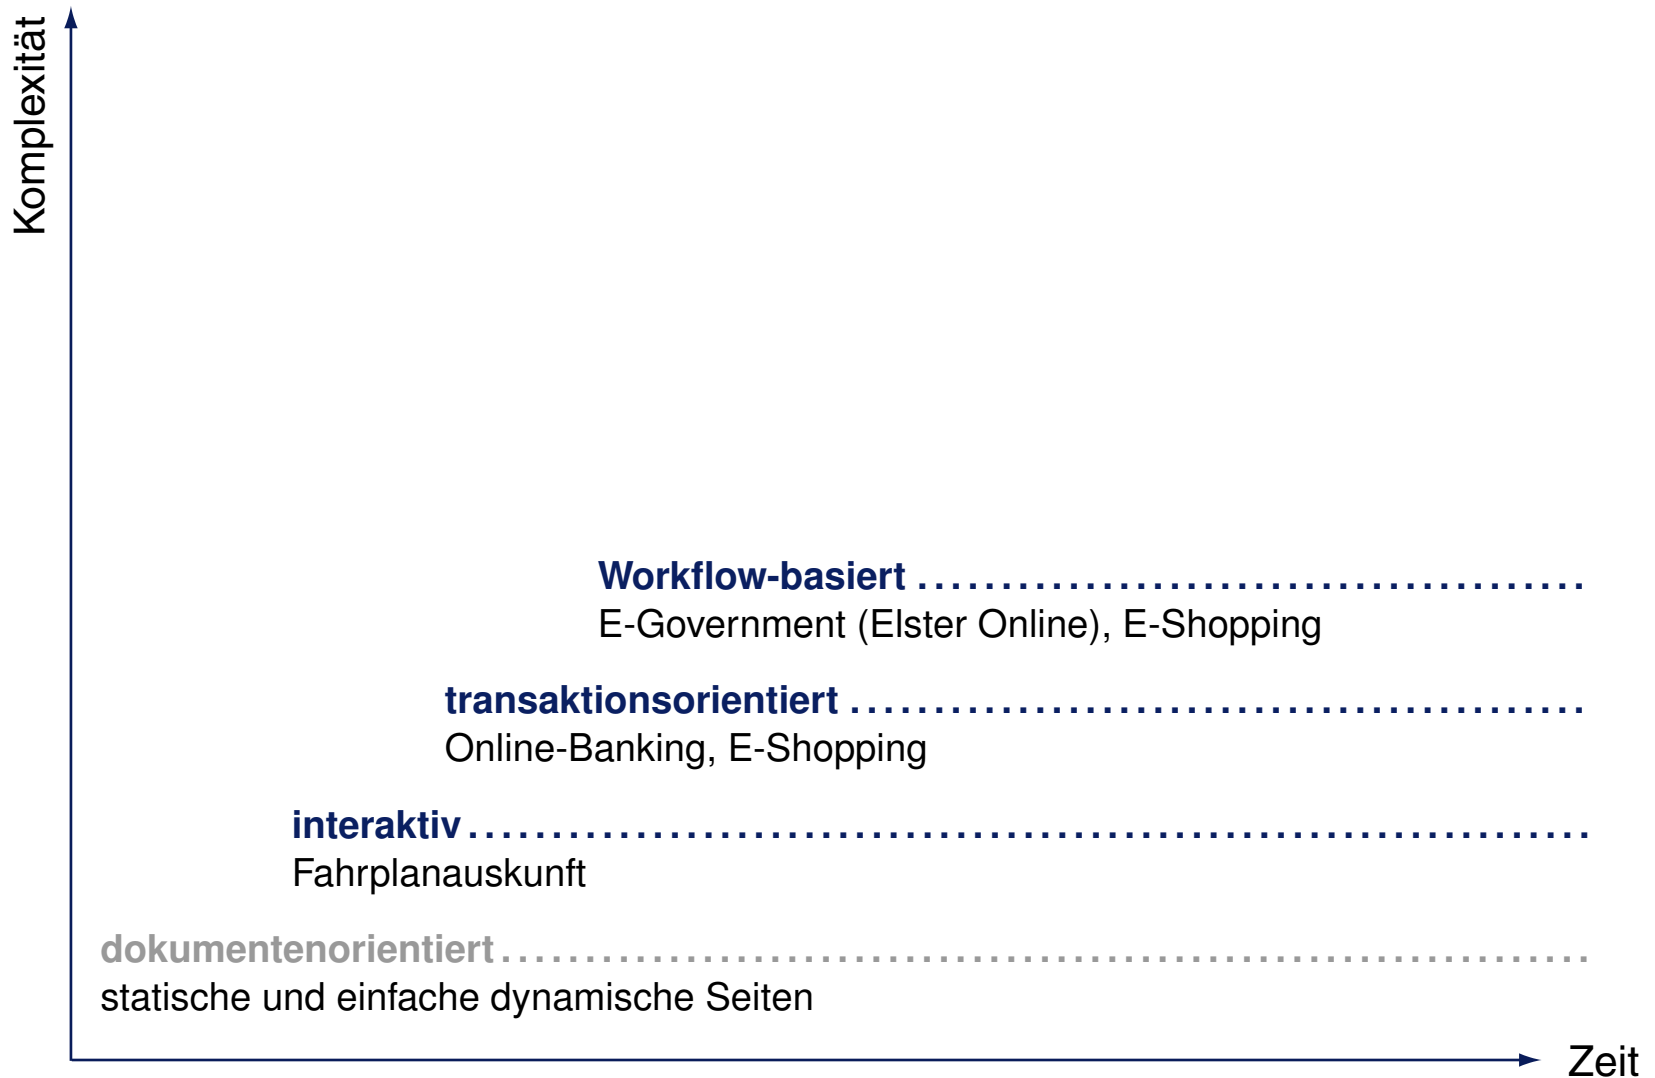 Komplexität
Workflow-basiert
E-Government (Elster Online), E-Shopping
transaktionsorientiert
Online-Banking, E-Shopping
interaktiv
Fahrplanauskunft
dokumentenorientiert
statische und einfache dynamische Seiten
Zeit